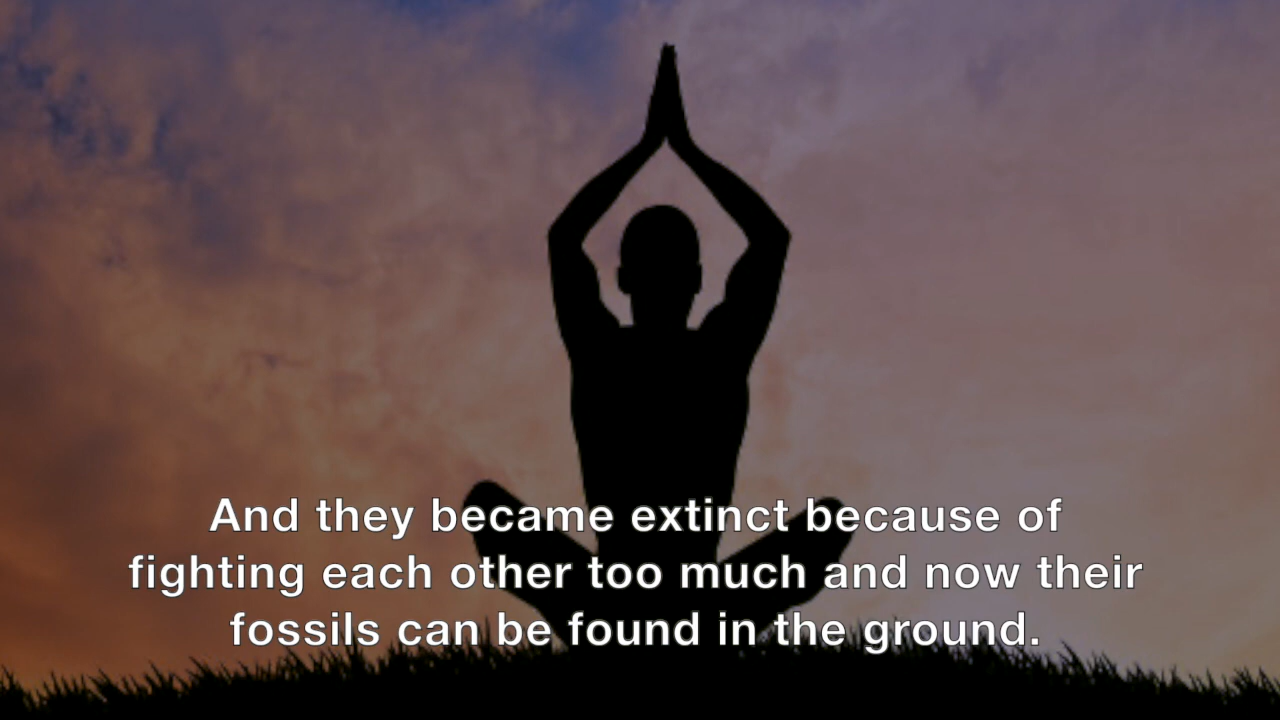 And they became extinct because of
fighting each other too much and now their
fossils can be found in the ground.